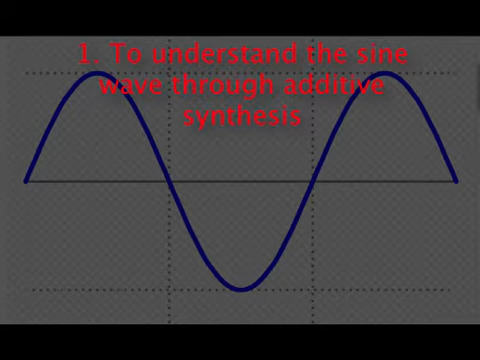 1. To understand the sine
wave through additive
synthesis